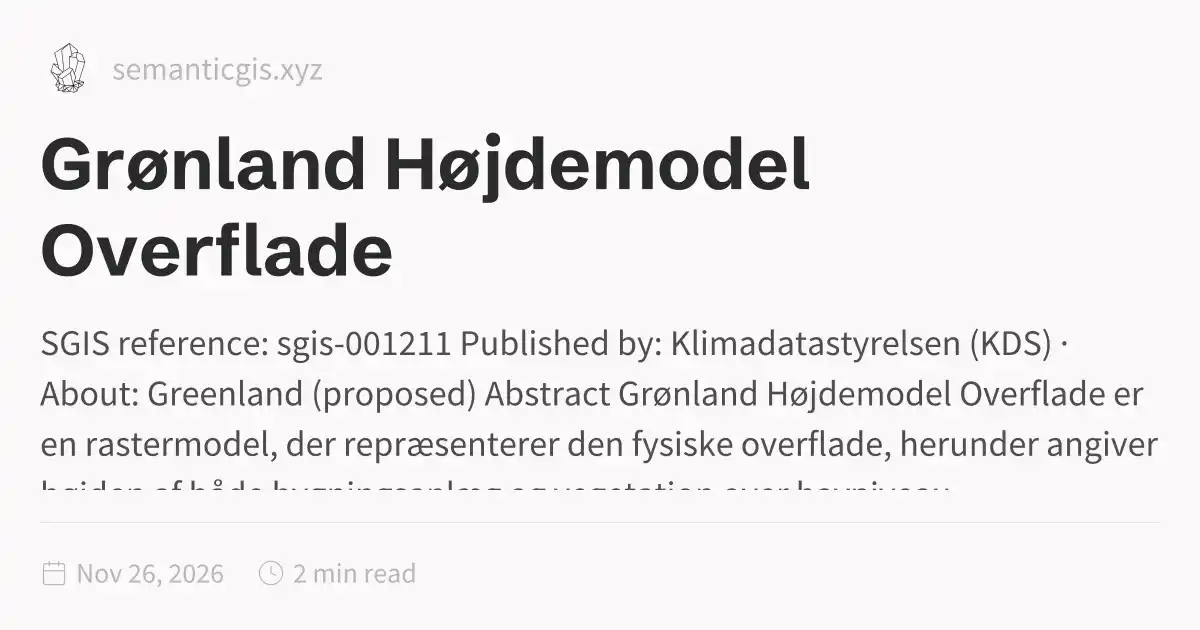 semanticgis.xyz
Grønland Højdemodel
Overflade
SGIS reference: sgis-001211 Published by: Klimadatastyrelsen (KDS) ·
About: Greenland (proposed) Abstract Grønland Højdemodel Overflade er
en rastermodel, der repræsenterer den fysiske overflade, herunder angiver
Nov 26, 2026
2 min read